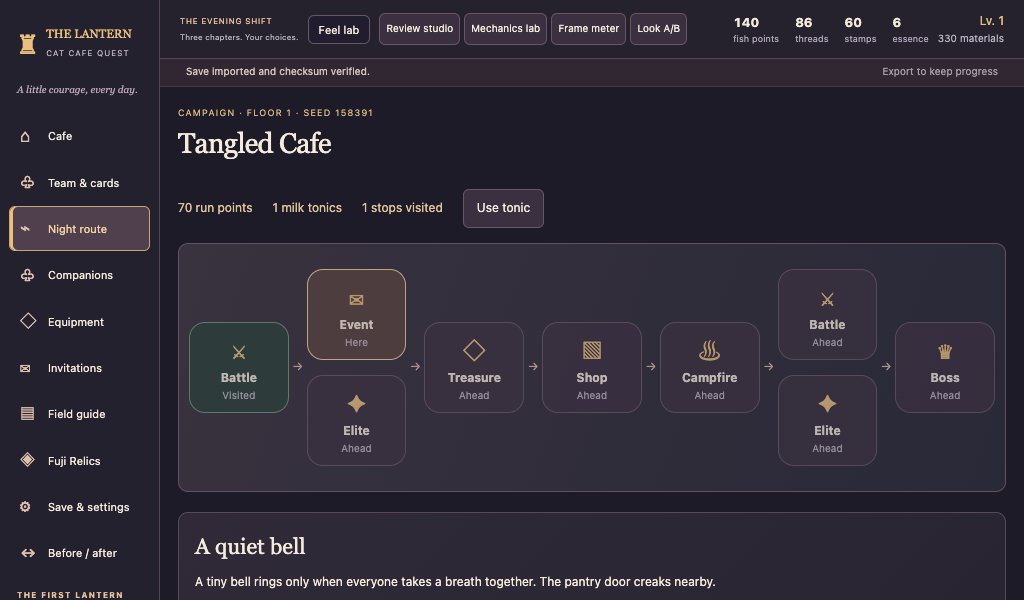 THE LANTERN
CAT CAFE QUEST
A little courage, every day.
Cafe
Team & cards
Night route
Companions
Equipment
Invitations
Field guide
Fuji Relics
Save & settings
Before / after
THE FIRST LANTERN
THE EVENING SHIFT
Three chapters. Your choices.
Feel lab
Review studio
Mechanics lab
Frame meter
Look A/B
140
fish points
86
threads
60
stamps
6
essence
Lv. 1
330 materials
Save imported and checksum verified.
Export to keep progress
CAMPAIGN · FLOOR 1 · SEED 158391
Tangled Cafe
70 run points
1 milk tonics
1 stops visited
Use tonic
Battle
Visited
Event
Here
Elite
Ahead
Treasure
Ahead
Shop
Ahead
Campfire
Ahead
Battle
Ahead
Elite
Ahead
Boss
Ahead
A quiet bell
A tiny bell rings only when everyone takes a breath together. The pantry door creaks nearby.